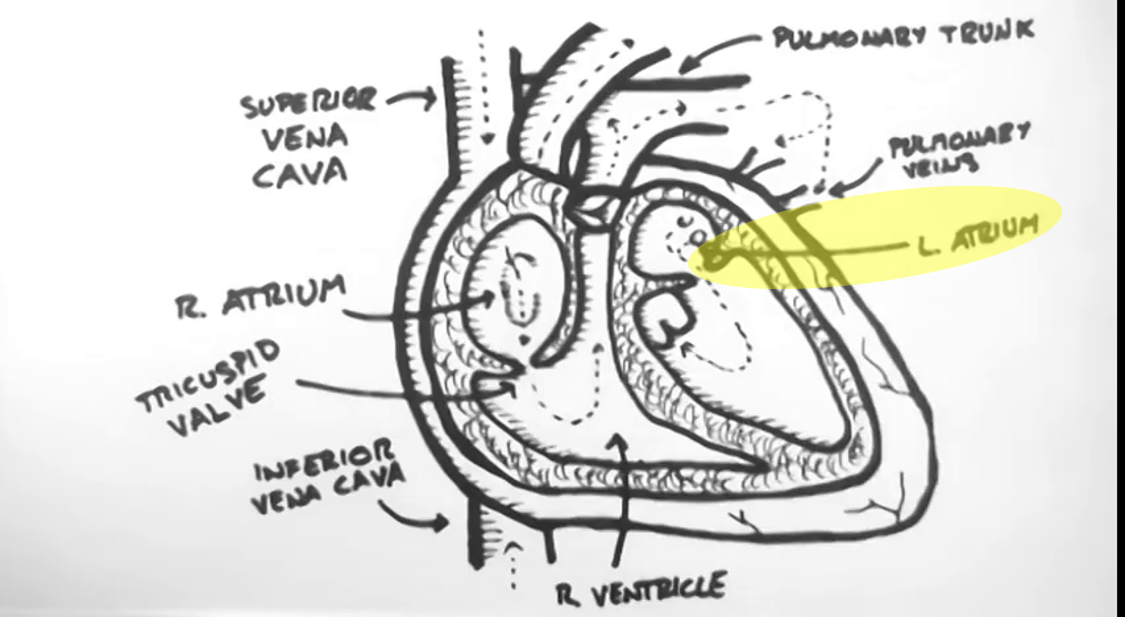 PULMONARY TRUNK
SUPERIOR
VENA
CAVA
PULMONARY
VEINS
L. ATRIUM
R. ATRIUM
TRICUSPID
VALVE
INFERIOR
VENA CAVA
R VENTRICLE